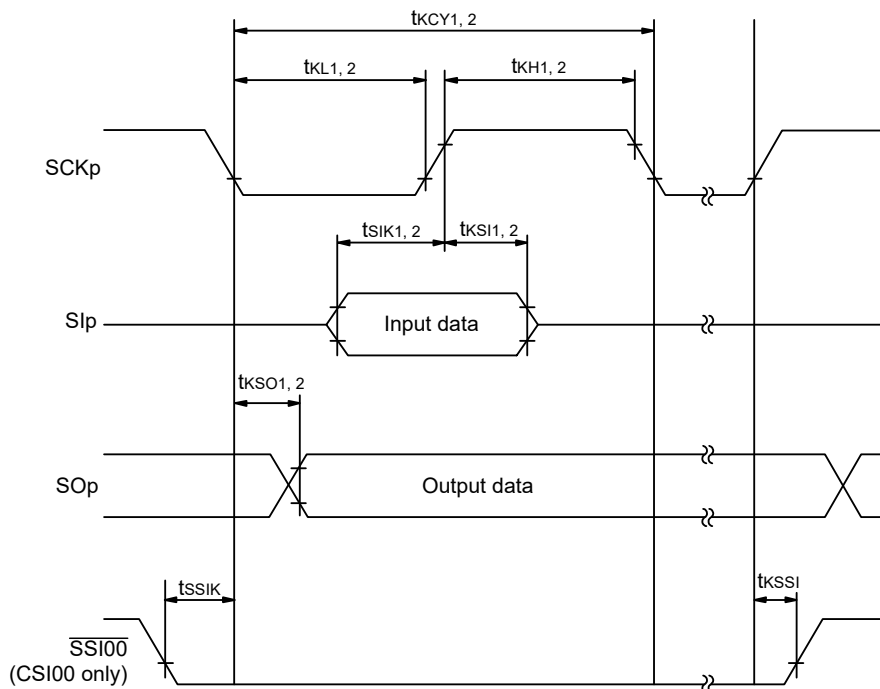 tKCY1, 2
tKL1, 2
tKH1, 2
SCKp
tSIK1, 2
tKSI1, 2
SIp
Input data
tKSO1, 2
SOp
Output data
tSSIK
tKSSI
SSI00
(CSI00 only)